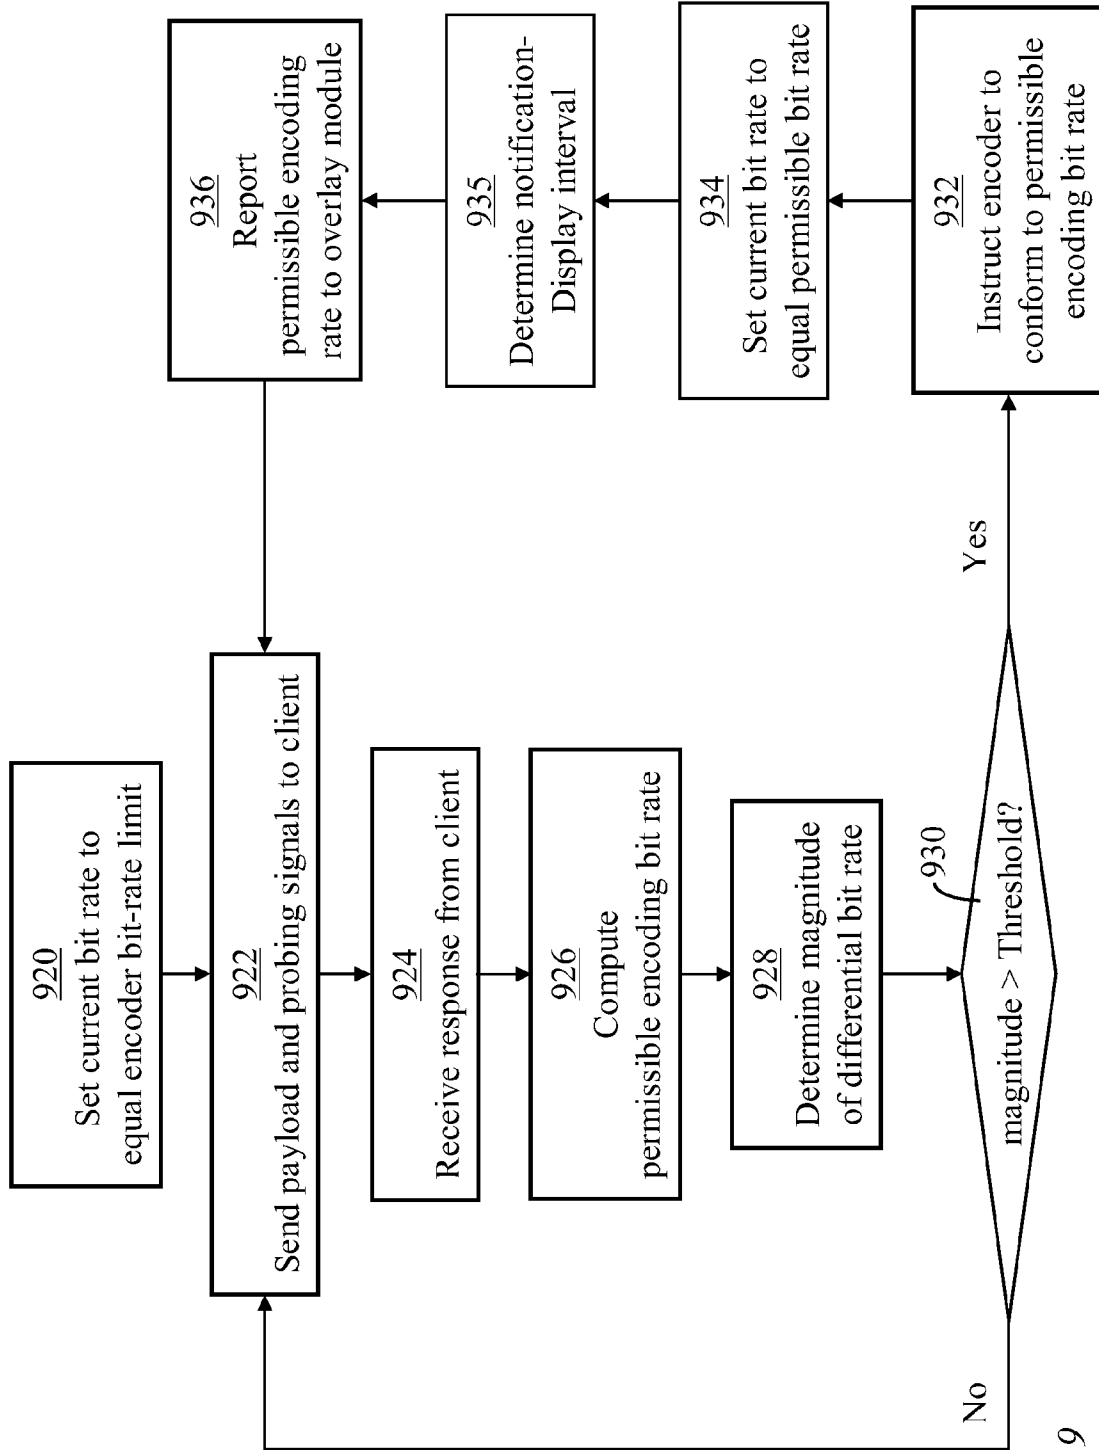 920
Set current bit rate to
equal encoder bit-rate limit
922
Send payload and probing signals to client
924
Receive response from client
926
Compute
permissible encoding bit rate
928
Determine magnitude
of differential bit rate
930
magnitude > Threshold?
No
Yes
932
Instruct encoder to
conform to permissible
encoding bit rate
934
Set current bit rate to
equal permissible bit rate
935
Determine notification-
Display interval
936
Report
permissible encoding
rate to overlay module
9